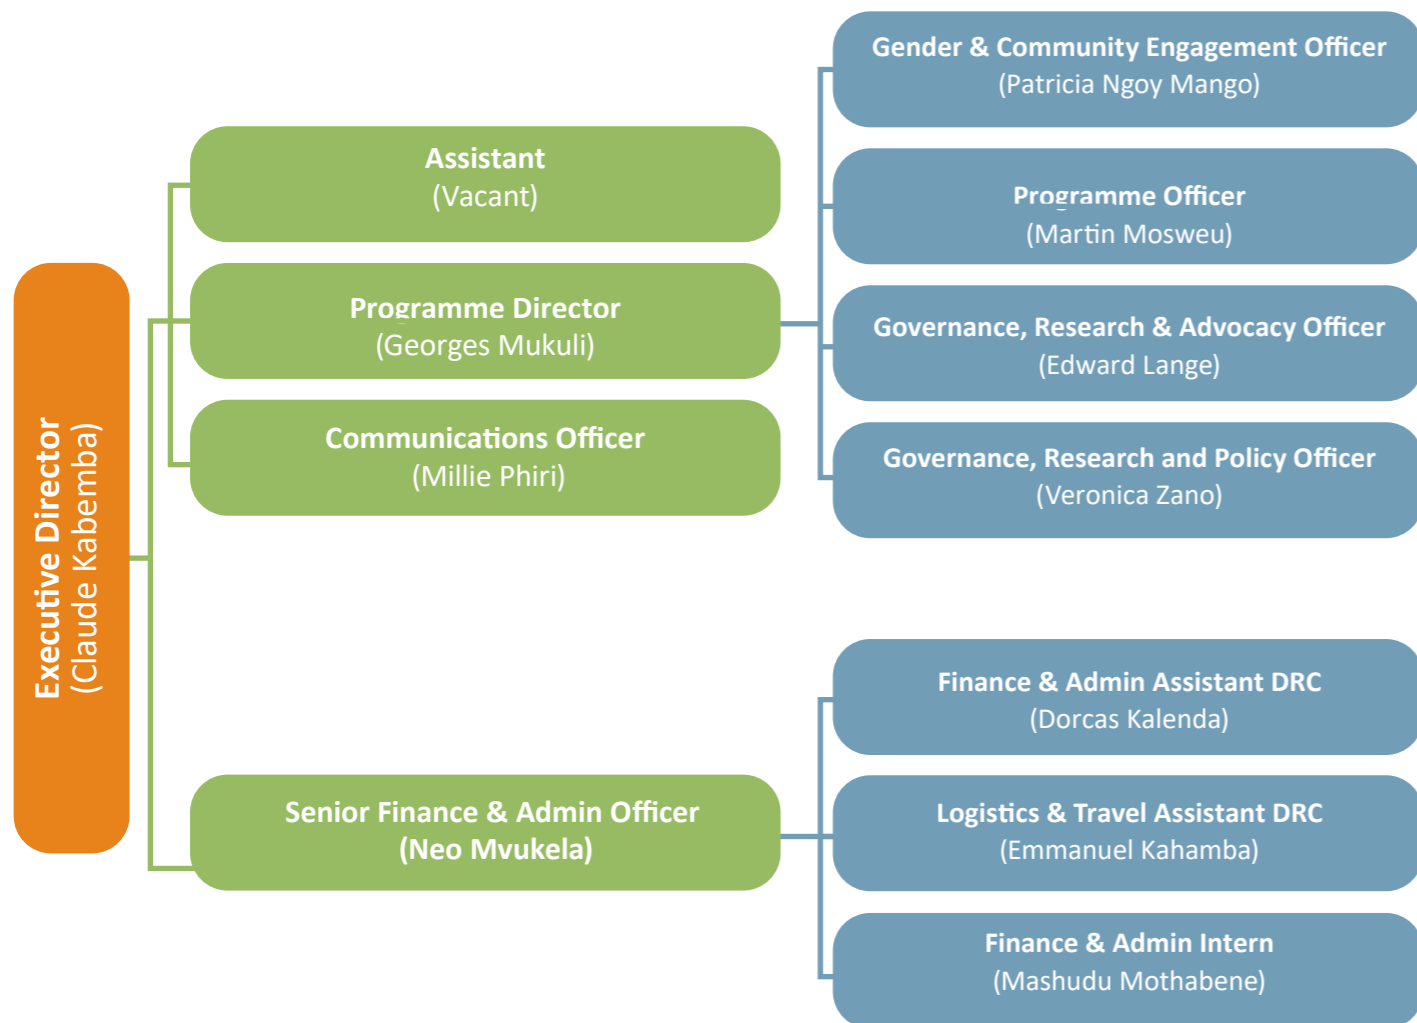 Executive Director
(Claude Kabemba)
Assistant
(Vacant)
Programme Director
(Georges Mukuli)
Communications Officer
(Millie Phiri)
Senior Finance & Admin Officer
(Neo Mvukela)
Gender & Community Engagement Officer
(Patricia Ngoy Mango)
Programme Officer
(Martin Mosweu)
Governance, Research & Advocacy Officer
(Edward Lange)
Governance, Research and Policy Officer
(Veronica Zano)
Finance & Admin Assistant DRC
(Dorcas Kalenda)
Logistics & Travel Assistant DRC
(Emmanuel Kahamba)
Finance & Admin Intern
(Mashudu Mothabene)